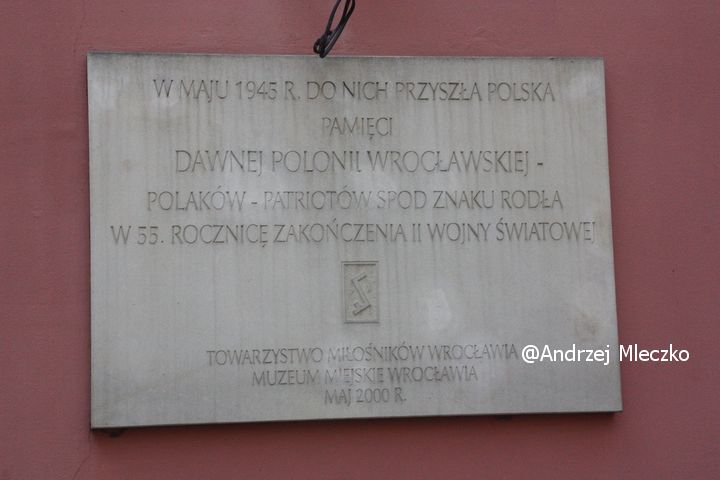 W MAJU 1945 R. DO NICH PRZYSZŁA POLSKA
PAMIĘCI
DAWNEJ POLONII WROCŁAWSKIEJ -
POLAKÓW - PATRIOTÓW SPOD ZNAKU RODŁA
W 55. ROCZNICĘ ZAKOŃCZENIA II WOJNY ŚWIATOWEJ
TOWARZYSTWO MIŁOŚNIKÓW WROCŁAWIA
MUZEUM MIEJSKIE WROCŁAWIA
MAJ 2000 R.
@Andrzej Mleczko